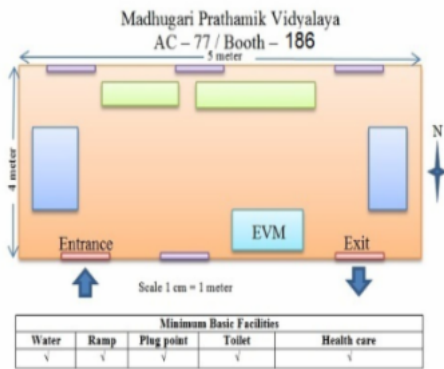 Madhugari Prathamik Vidyalaya
AC – 77 / Booth – 186
5 meter
4 meter
N
EVM
Entrance
Exit
Scale 1 cm = 1 meter
Minimum Basic Facilities
Water Ramp Plug point Toilet Health care
√ √ √ √ √